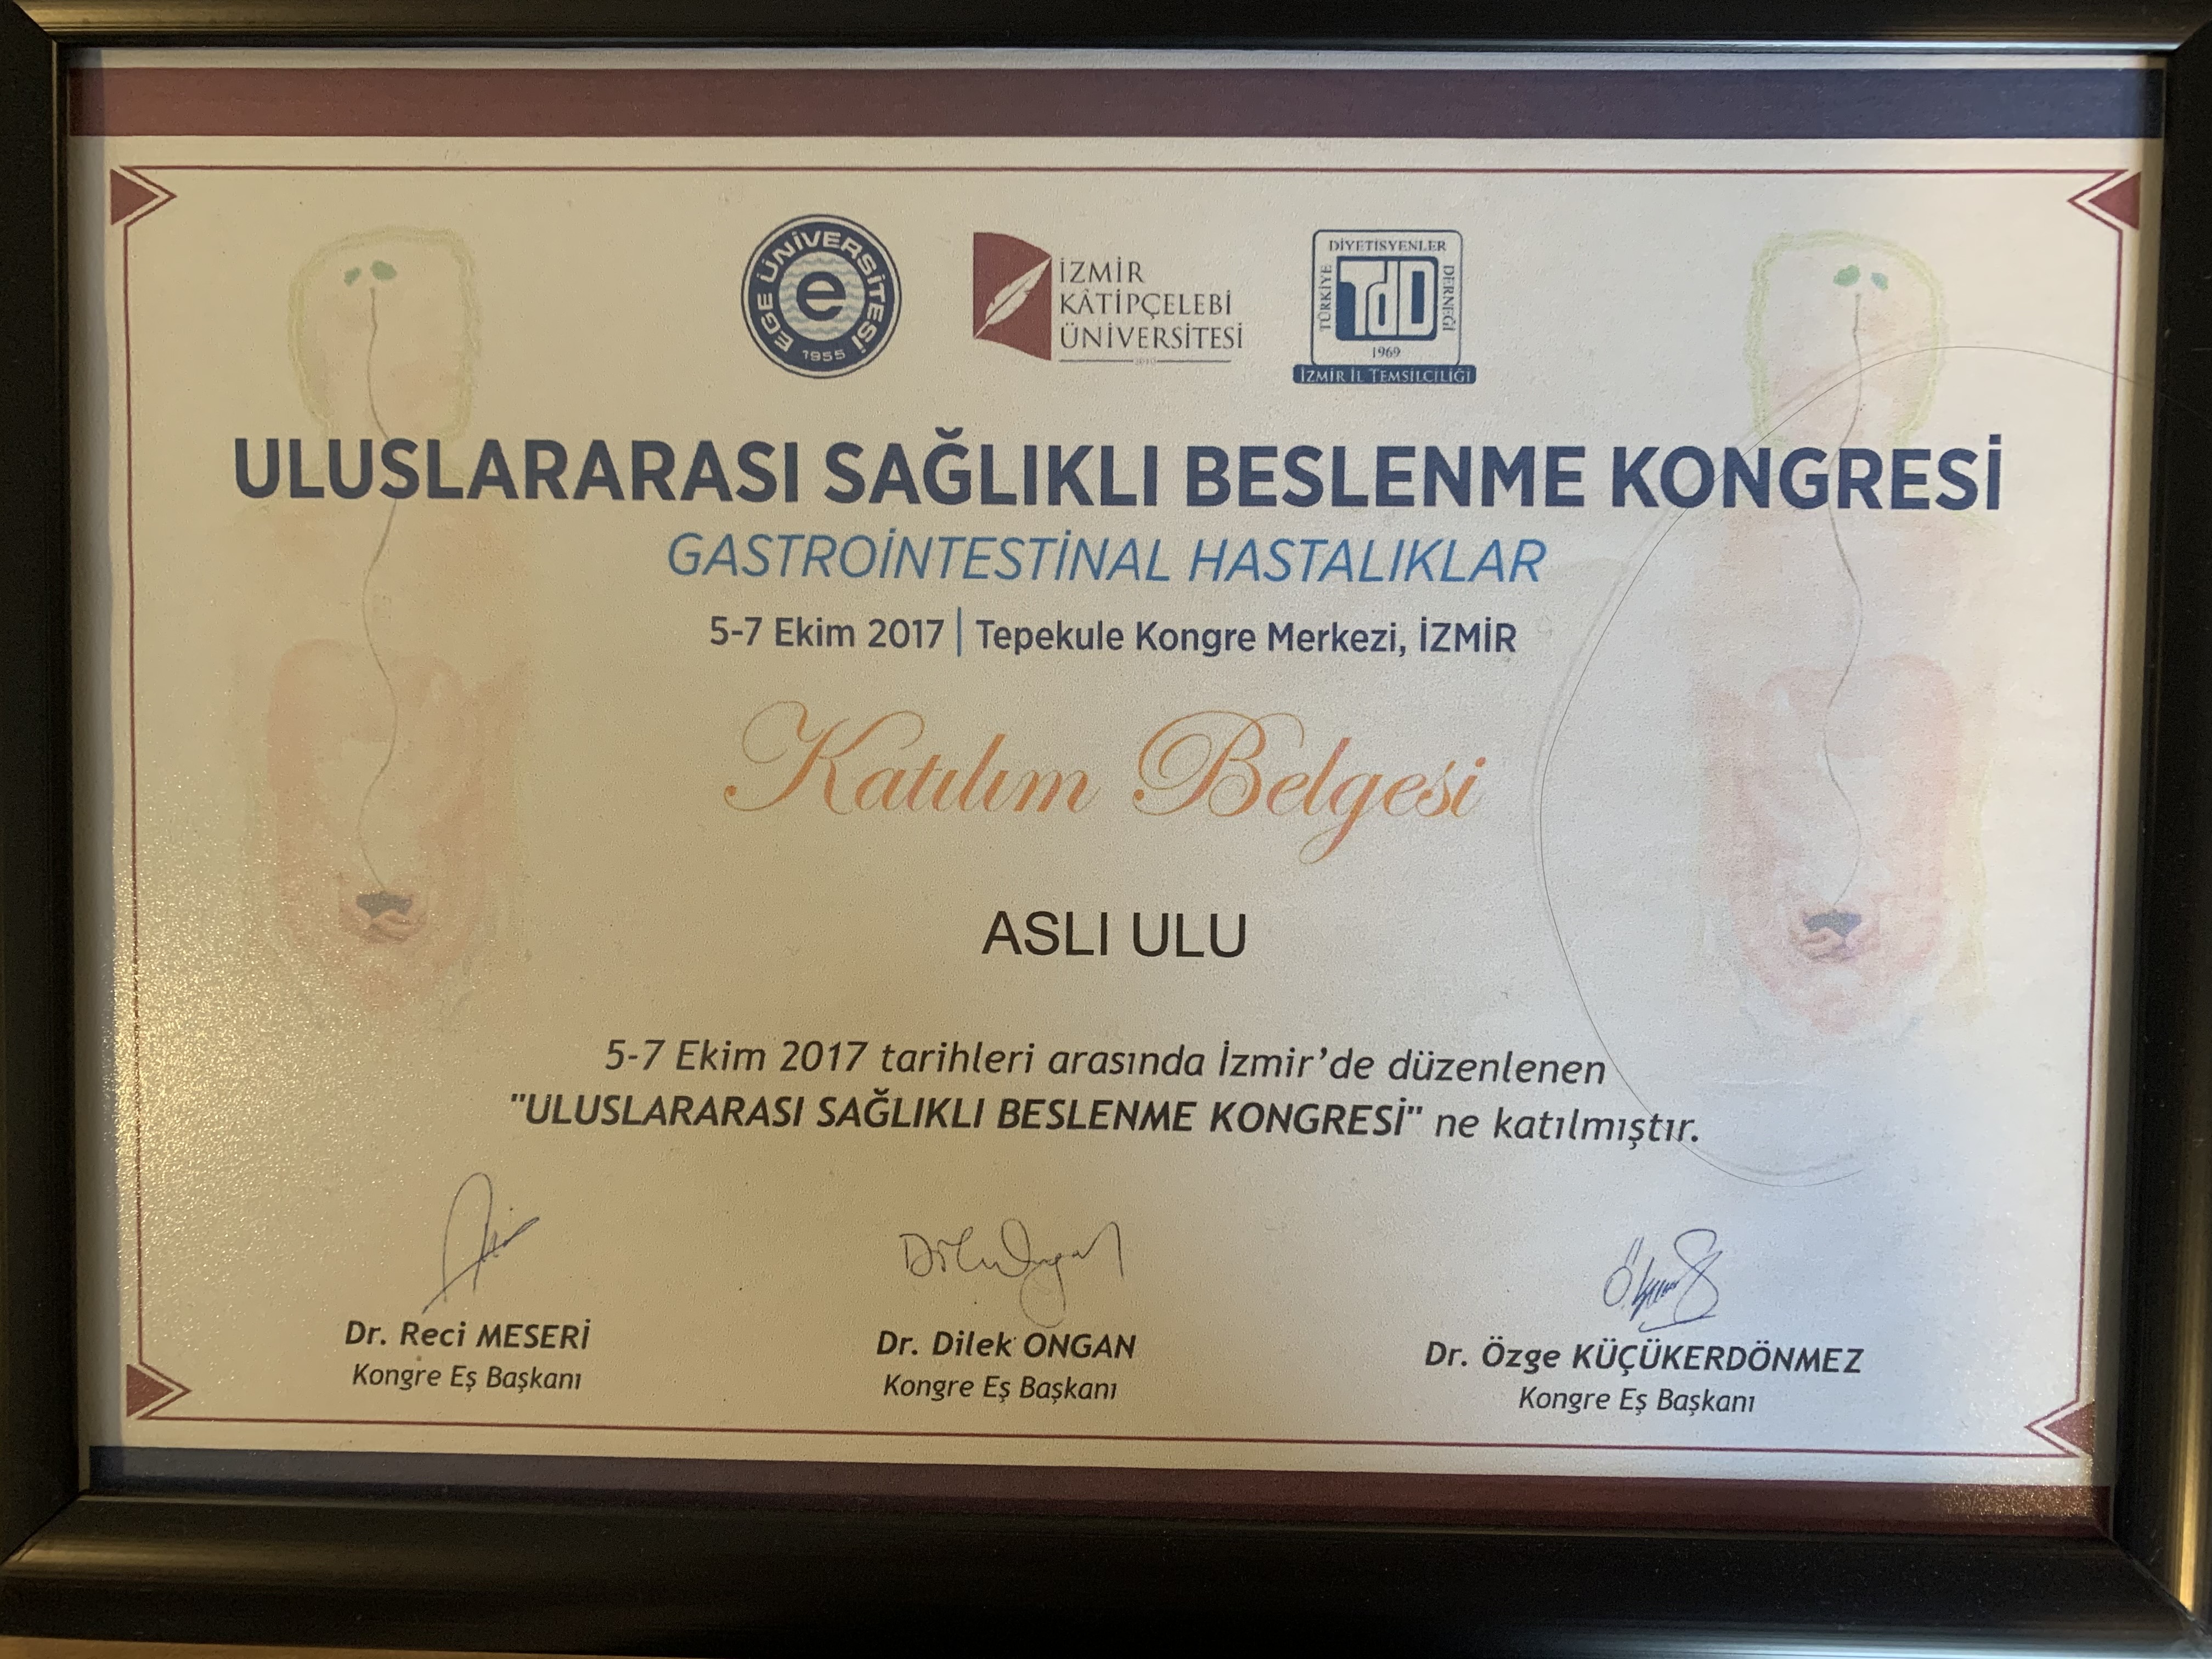 EGE ÜNİVERSİTESİ
1955
İZMİR
KÂTİPÇELEBİ
ÜNİVERSİTESİ
2010
DİYETİSYENLER
TÜRKİYE
TdD
DERNEĞİ
1969
İZMİR İL TEMSİLCİLİĞİ
ULUSLARARASI SAĞLIKLI BESLENME KONGRESİ
GASTROİNTESTİNAL HASTALIKLAR
5-7 Ekim 2017 | Tepekule Kongre Merkezi, İZMİR
Katılım Belgesi
ASLI ULU
5-7 Ekim 2017 tarihleri arasında İzmir'de düzenlenen
"ULUSLARARASI SAĞLIKLI BESLENME KONGRESİ" ne katılmıştır.
Dr. Reci MESERİ
Kongre Eş Başkanı
Dr. Dilek ONGAN
Kongre Eş Başkanı
Dr. Özge KÜÇÜKERDÖNMEZ
Kongre Eş Başkanı